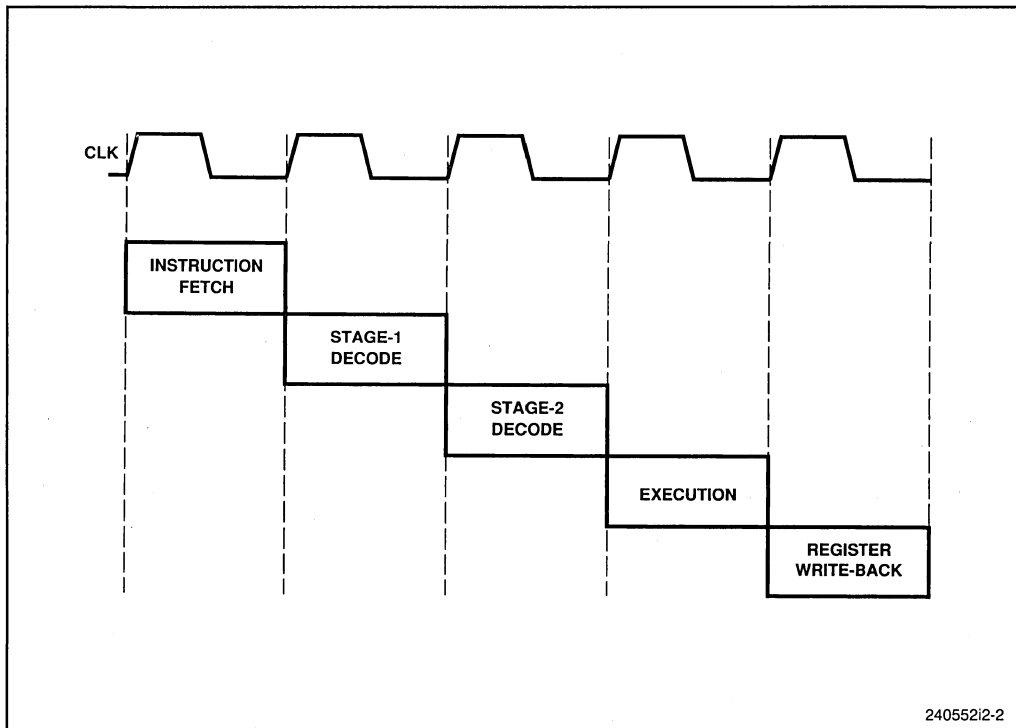 CLK
INSTRUCTION
FETCH
STAGE-1
DECODE
STAGE-2
DECODE
EXECUTION
REGISTER
WRITE-BACK
240552i2-2